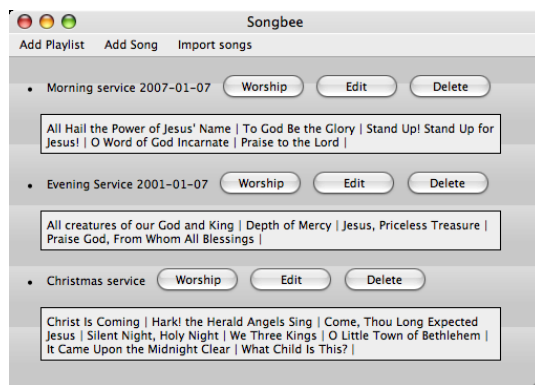 Songbee
Add Playlist Add Song Import songs
• Morning service 2007-01-07 Worship Edit Delete
All Hail the Power of Jesus' Name | To God Be the Glory | Stand Up! Stand Up for
Jesus! | O Word of God Incarnate | Praise to the Lord |
• Evening Service 2001-01-07 Worship Edit Delete
All creatures of our God and King | Depth of Mercy | Jesus, Priceless Treasure |
Praise God, From Whom All Blessings |
• Christmas service Worship Edit Delete
Christ Is Coming | Hark! the Herald Angels Sing | Come, Thou Long Expected
Jesus | Silent Night, Holy Night | We Three Kings | O Little Town of Bethlehem |
It Came Upon the Midnight Clear | What Child Is This? |